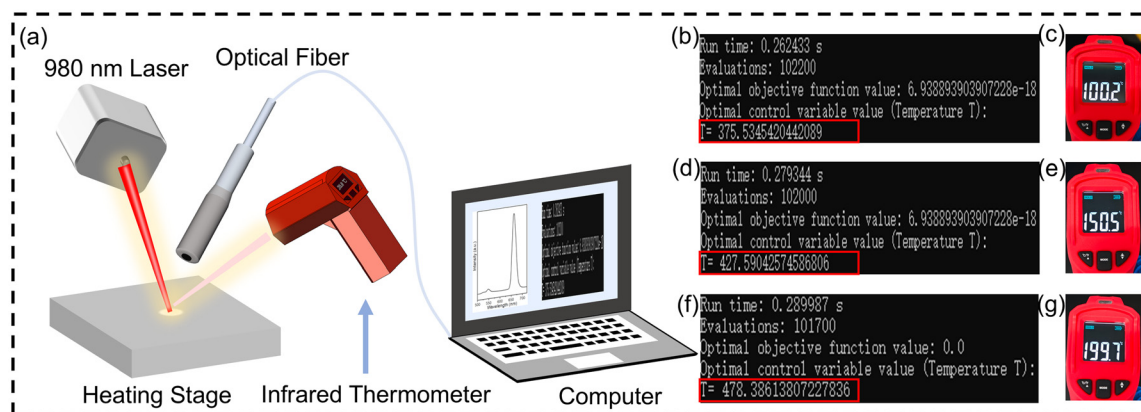 (a)
980 nm Laser
Optical Fiber
Heating Stage
Infrared Thermometer
Computer
Intensity (a.u.)
Wavelength (nm)
(b)
Run time: 0.262433 s
Evaluations: 102200
Optimal objective function value: 6.938893903907228e-18
Optimal control variable value (Temperature T):
T= 375.5345420442089
(c)
100.2
(d)
Run time: 0.279344 s
Evaluations: 102000
Optimal objective function value: 6.938893903907228e-18
Optimal control variable value (Temperature T):
T= 427.59042574586806
(e)
150.5
(f)
Run time: 0.289987 s
Evaluations: 101700
Optimal objective function value: 0.0
Optimal control variable value (Temperature T):
T= 478.38613807227836
(g)
199.7